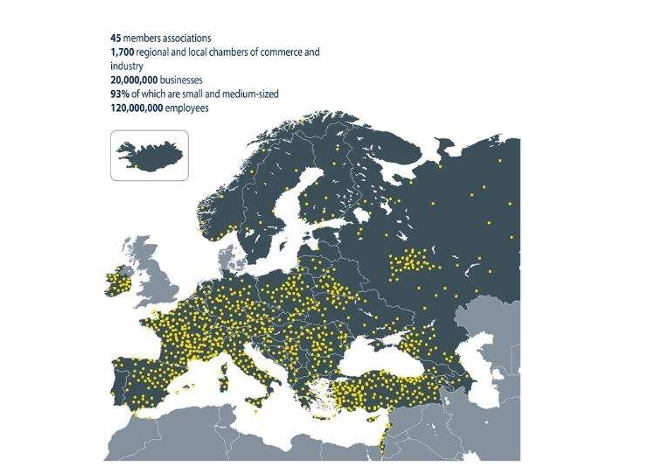 45 members associations
1,700 regional and local chambers of commerce and
industry
20,000,000 businesses
93% of which are small and medium-sized
120,000,000 employees